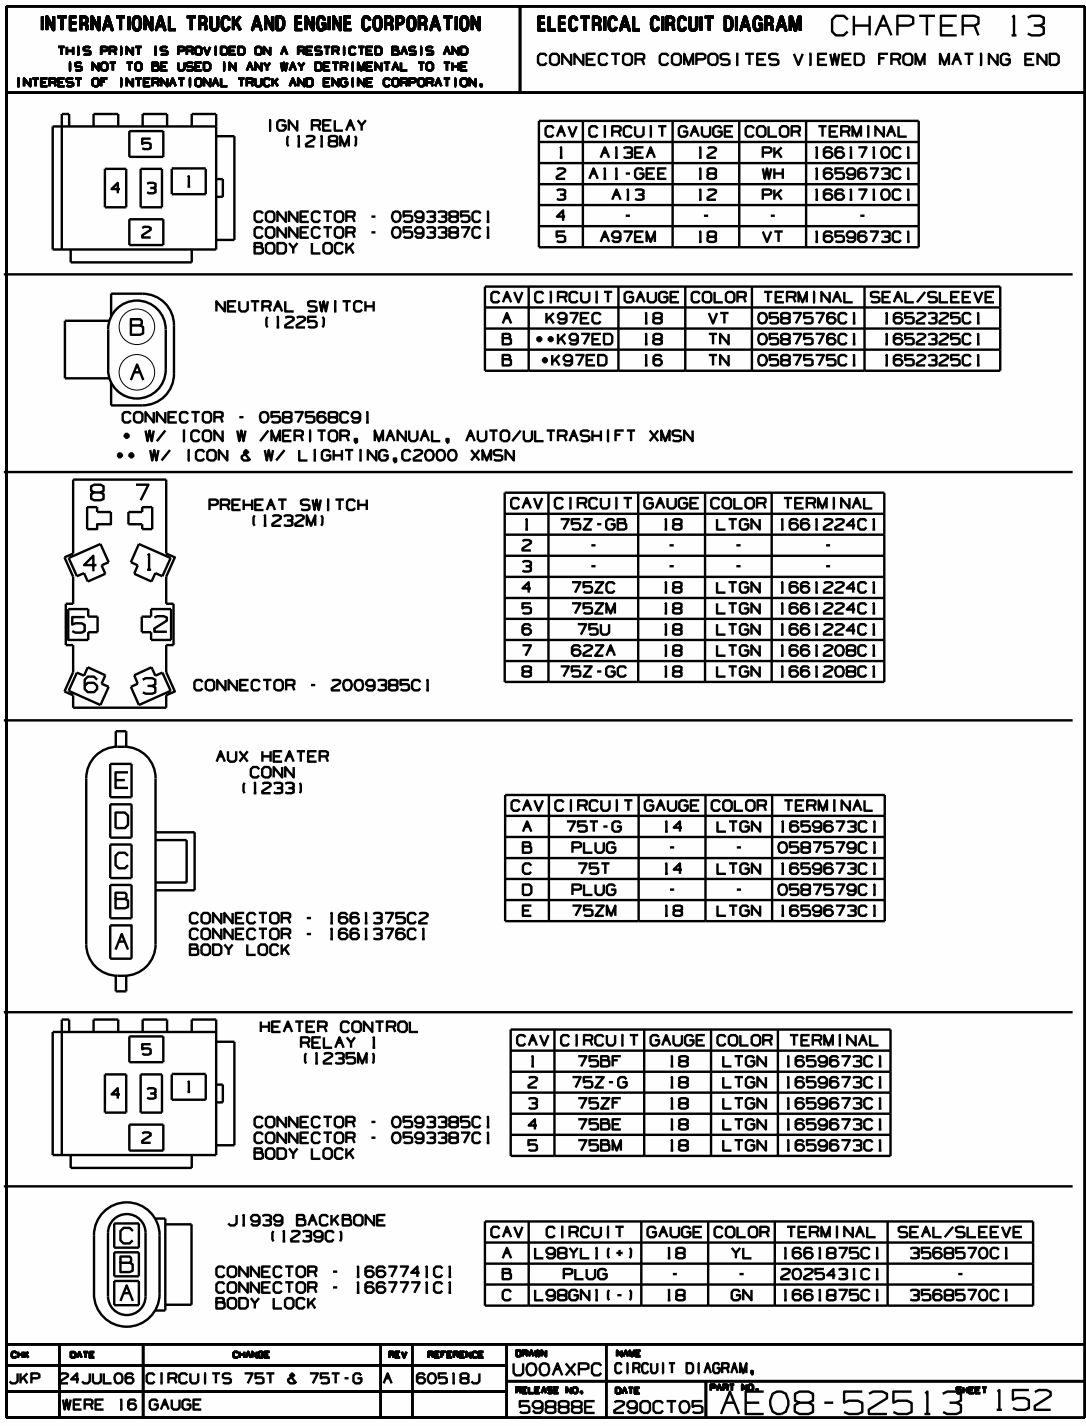 INTERNATIONAL TRUCK AND ENGINE CORPORATION
THIS PRINT IS PROVIDED ON A RESTRICTED BASIS AND
IS NOT TO BE USED IN ANY WAY DETRIMENTAL TO THE
INTEREST OF INTERNATIONAL TRUCK AND ENGINE CORPORATION.
ELECTRICAL CIRCUIT DIAGRAM CHAPTER 13
CONNECTOR COMPOSITES VIEWED FROM MATING END
IGN RELAY
(1218M)
5
4 3 1
2
CONNECTOR - 0593385C1
CONNECTOR - 0593387C1
BODY LOCK
CAV CIRCUIT GAUGE COLOR TERMINAL
1 A13EA 12 PK 1661710C1
2 A11-GEE 18 WH 1659673C1
3 A13 12 PK 1661710C1
4 - - - -
5 A97EM 18 VT 1659673C1
NEUTRAL SWITCH
(1225)
B
A
CONNECTOR - 0587568C91
• W/ ICON W /MERITOR, MANUAL, AUTO/ULTRASHIFT XMSN
•• W/ ICON & W/ LIGHTING,C2000 XMSN
CAV CIRCUIT GAUGE COLOR TERMINAL SEAL/SLEEVE
A K97EC 18 VT 0587576C1 1652325C1
B ••K97ED 18 TN 0587576C1 1652325C1
B •K97ED 16 TN 0587575C1 1652325C1
8 7
4 1
5 2
6 3
PREHEAT SWITCH
(1232M)
CONNECTOR - 2009385C1
CAV CIRCUIT GAUGE COLOR TERMINAL
1 75Z-GB 18 LTGN 1661224C1
2 - - - -
3 - - - -
4 75ZC 18 LTGN 1661224C1
5 75ZM 18 LTGN 1661224C1
6 75U 18 LTGN 1661224C1
7 62ZA 18 LTGN 1661208C1
8 75Z-GC 18 LTGN 1661208C1
AUX HEATER
CONN
(1233)
E
D
C
B
A
CONNECTOR - 1661375C2
CONNECTOR - 1661376C1
BODY LOCK
CAV CIRCUIT GAUGE COLOR TERMINAL
A 75T-G 14 LTGN 1659673C1
B PLUG - - 0587579C1
C 75T 14 LTGN 1659673C1
D PLUG - - 0587579C1
E 75ZM 18 LTGN 1659673C1
HEATER CONTROL
RELAY 1
(1235M)
5
4 3 1
2
CONNECTOR - 0593385C1
CONNECTOR - 0593387C1
BODY LOCK
CAV CIRCUIT GAUGE COLOR TERMINAL
1 75BF 18 LTGN 1659673C1
2 75Z-G 18 LTGN 1659673C1
3 75ZF 18 LTGN 1659673C1
4 75BE 18 LTGN 1659673C1
5 75BM 18 LTGN 1659673C1
J1939 BACKBONE
(1239C)
C
B
A
CONNECTOR - 1667741C1
CONNECTOR - 1667771C1
BODY LOCK
CAV CIRCUIT GAUGE COLOR TERMINAL SEAL/SLEEVE
A L98YL1(+) 18 YL 1661875C1 3568570C1
B PLUG - - 2025431C1 -
C L98GN1(-) 18 GN 1661875C1 3568570C1
CHK DATE CHANGE REV REFERENCE
JKP 24JUL06 CIRCUITS 75T & 75T-G A 60518J
WERE 16 GAUGE
DRAWN NAME
U00AXPC CIRCUIT DIAGRAM,
RELEASE NO. DATE PART NO. SHEET
59888E 29OCT05 AE08-52513 152